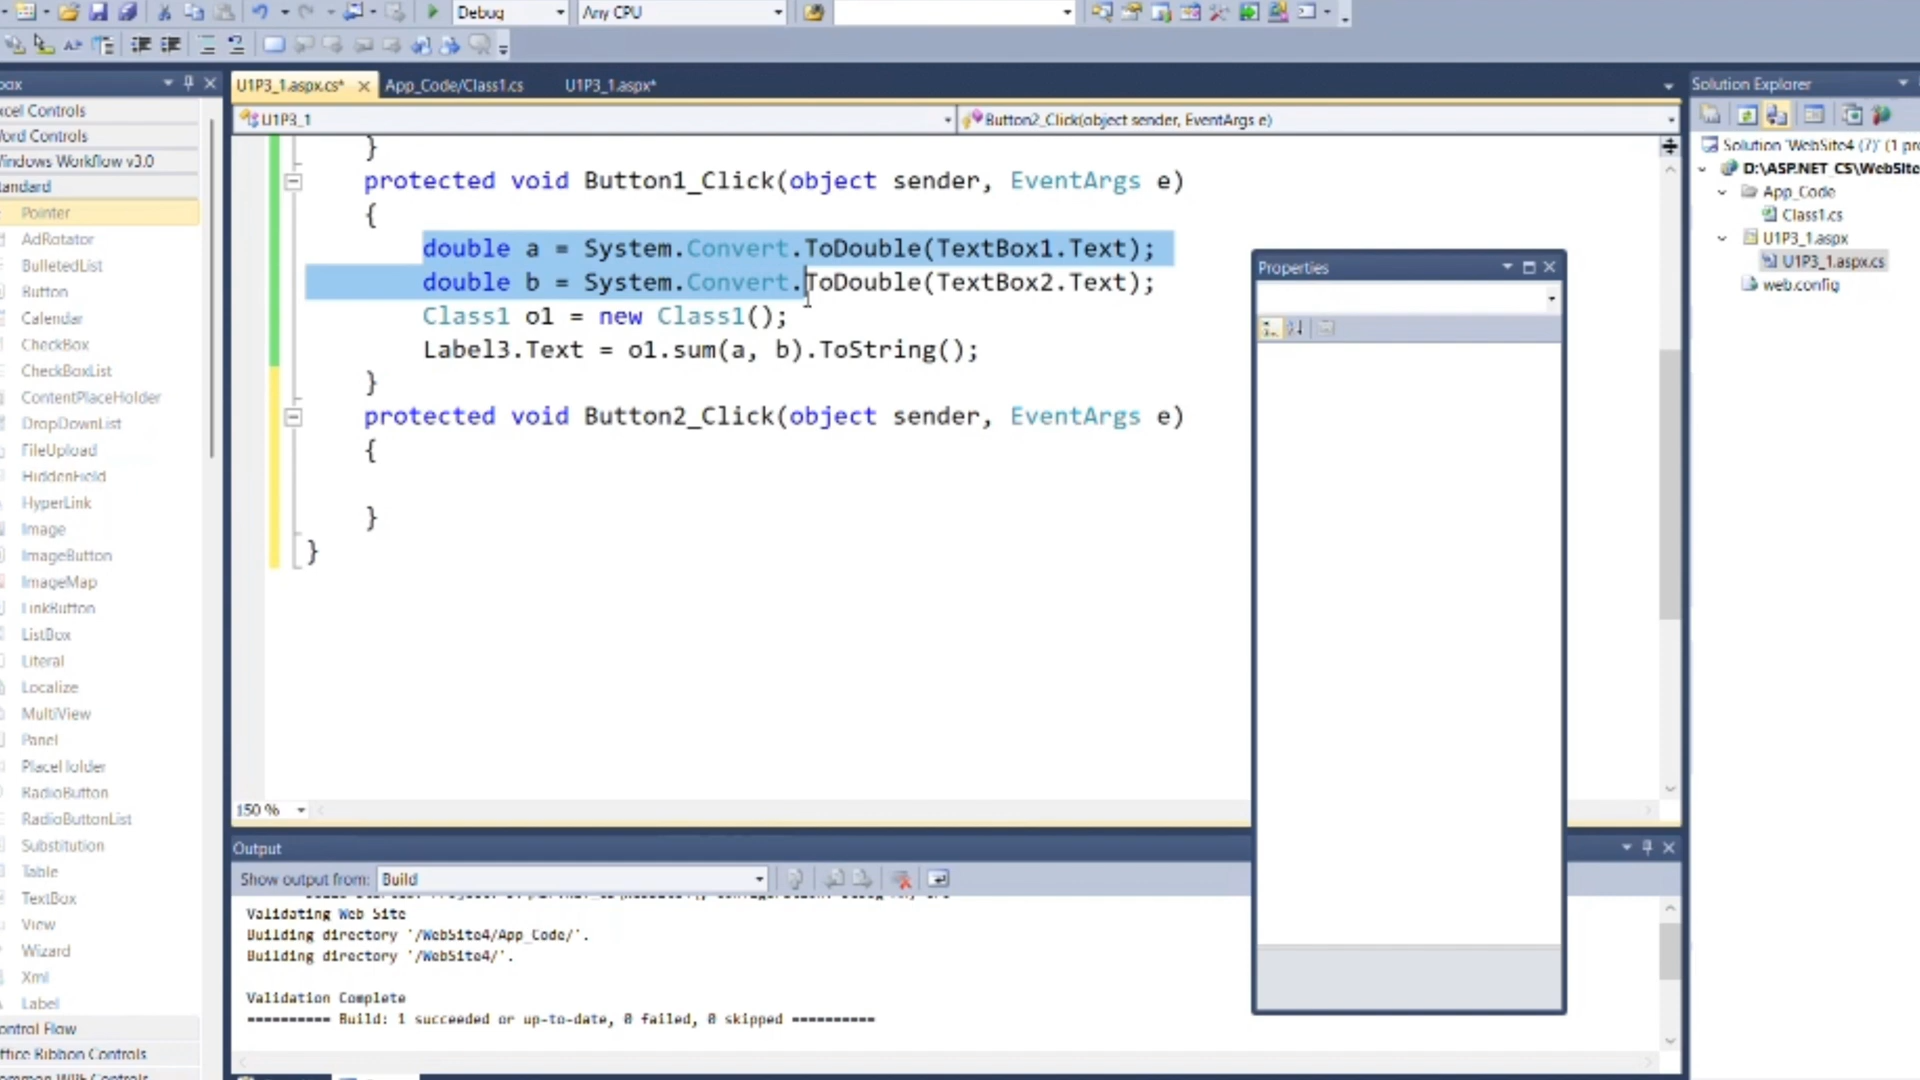 Debug
Any CPU
box
U1P3_1.aspx.cs*
App_Code/Class1.cs
U1P3_1.aspx*
Solution Explorer
U1P3_1
Button2_Click(object sender, EventArgs e)
xcel Controls
ord Controls
indows Workflow v3.0
tandard
Pointer
AdRotator
BulletedList
Button
Calendar
CheckBox
CheckBoxList
ContentPlaceHolder
DropDownList
FileUpload
HiddenField
HyperLink
Image
ImageButton
ImageMap
LinkButton
ListBox
Literal
Localize
MultiView
Panel
PlaceHolder
RadioButton
RadioButtonList
Substitution
Table
TextBox
View
Wizard
Xml
Label
ontrol Flow
ffice Ribbon Controls
ommon WPF Controls
}
protected void Button1_Click(object sender, EventArgs e)
{
double a = System.Convert.ToDouble(TextBox1.Text);
double b = System.Convert.ToDouble(TextBox2.Text);
Class1 o1 = new Class1();
Label3.Text = o1.sum(a, b).ToString();
}
protected void Button2_Click(object sender, EventArgs e)
{
}
}
150 %
Properties
Solution 'WebSite4 (7)' (1 pro
D:\ASP.NET_CS\WebSite
App_Code
Class1.cs
U1P3_1.aspx
U1P3_1.aspx.cs
web.config
Output
Show output from:
Build
Validating Web Site
Building directory '/WebSite4/App_Code/'.
Building directory '/WebSite4/'.
Validation Complete
========== Build: 1 succeeded or up-to-date, 0 failed, 0 skipped ==========